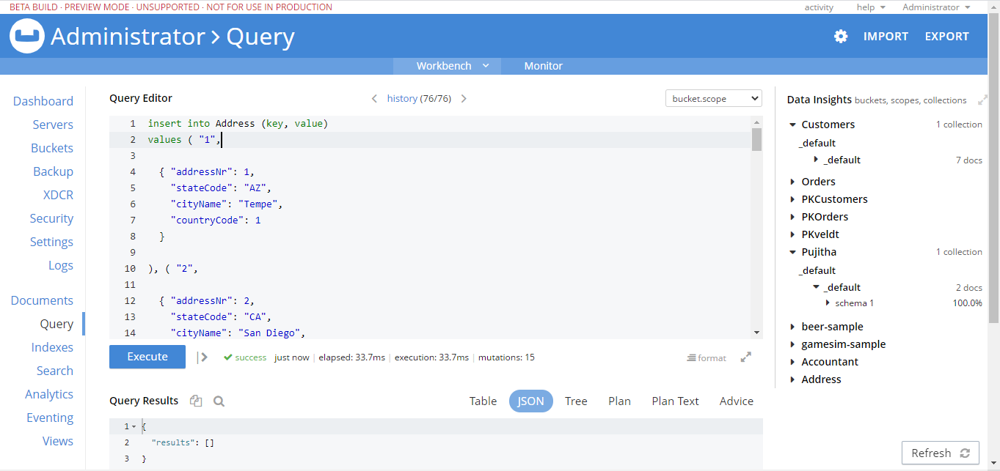 BETA BUILD · PREVIEW MODE · UNSUPPORTED · NOT FOR USE IN PRODUCTION
activity help Administrator
Administrator > Query
IMPORT EXPORT
Workbench Monitor
Dashboard
Servers
Buckets
Backup
XDCR
Security
Settings
Logs
Documents
Query
Indexes
Search
Analytics
Eventing
Views
Query Editor
history (76/76)
bucket.scope
1 insert into Address (key, value)
2 values ( "1",
3
4 { "addressNr": 1,
5 "stateCode": "AZ",
6 "cityName": "Tempe",
7 "countryCode": 1
8 }
9
10 ), ( "2",
11
12 { "addressNr": 2,
13 "stateCode": "CA",
14 "cityName": "San Diego",
Execute
success just now elapsed: 33.7ms execution: 33.7ms mutations: 15
format
Query Results
Table JSON Tree Plan Plan Text Advice
1 {
2 "results": []
3 }
Data Insights buckets, scopes, collections
Customers 1 collection
_default
_default 7 docs
Orders
PKCustomers
PKOrders
PKveldt
Pujitha 1 collection
_default
_default 2 docs
schema 1 100.0%
beer-sample
gamesim-sample
Accountant
Address
Refresh